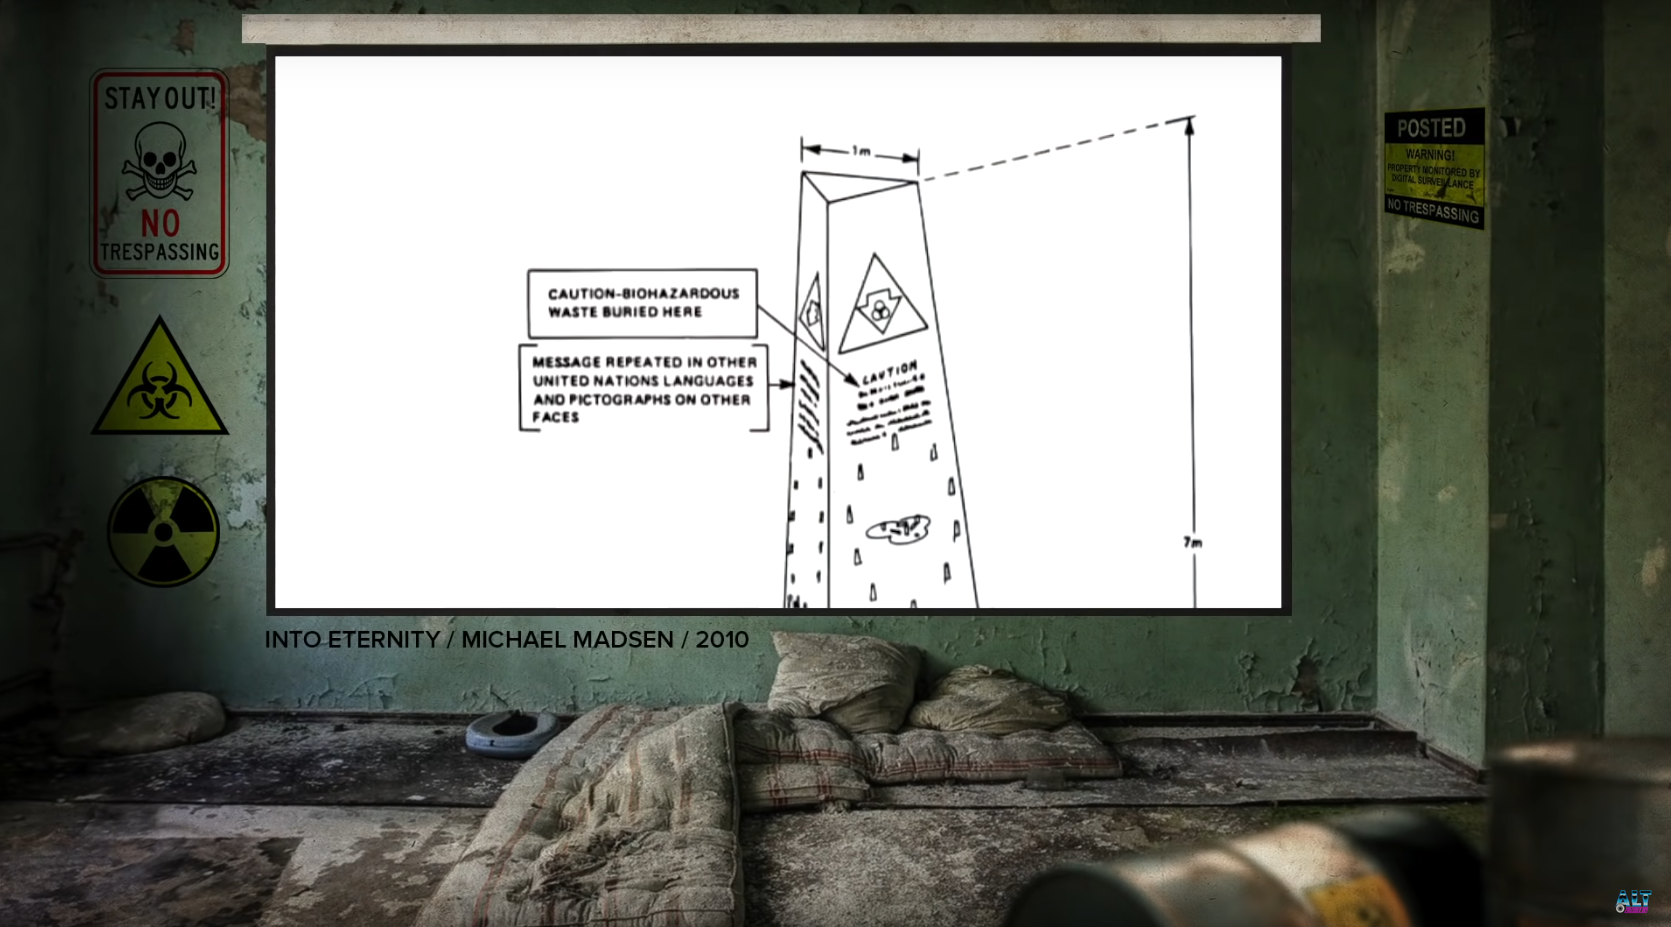 STAY OUT!
NO
TRESPASSING
1m
CAUTION-BIOHAZARDOUS
WASTE BURIED HERE
MESSAGE REPEATED IN OTHER
UNITED NATIONS LANGUAGES
AND PICTOGRAPHS ON OTHER
FACES
CAUTION
7m
POSTED
WARNING!
PROPERTY MONITORED BY
DIGITAL SURVEILLANCE
NO TRESPASSING
INTO ETERNITY / MICHAEL MADSEN / 2010
ALT